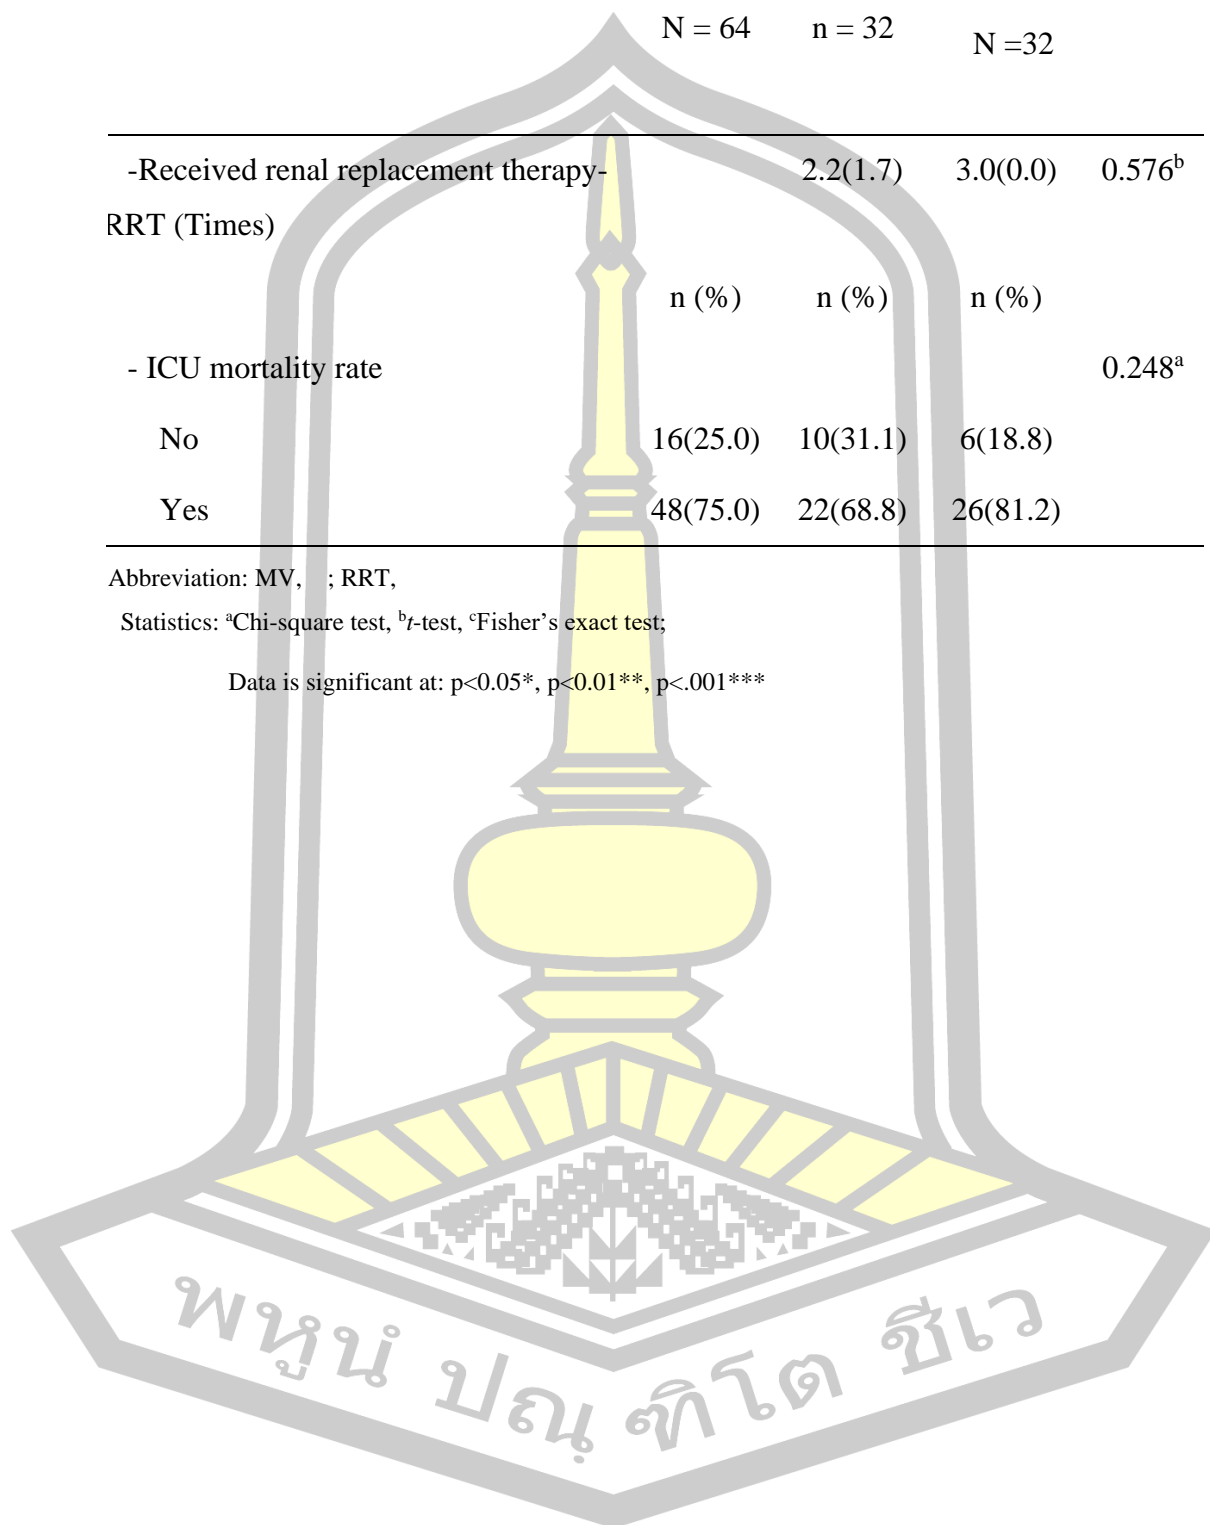 N = 64 n = 32 N =32
-Received renal replacement therapy- 2.2(1.7) 3.0(0.0) 0.576ᵇ
RRT (Times)
n (%) n (%) n (%)
- ICU mortality rate 0.248ᵃ
No 16(25.0) 10(31.1) 6(18.8)
Yes 48(75.0) 22(68.8) 26(81.2)
Abbreviation: MV, ; RRT,
Statistics: ᵃChi-square test, ᵇt-test, ᶜFisher's exact test;
Data is significant at: p<0.05*, p<0.01**, p<.001***
พหูนํ ปณฺฑิโต ชีเว